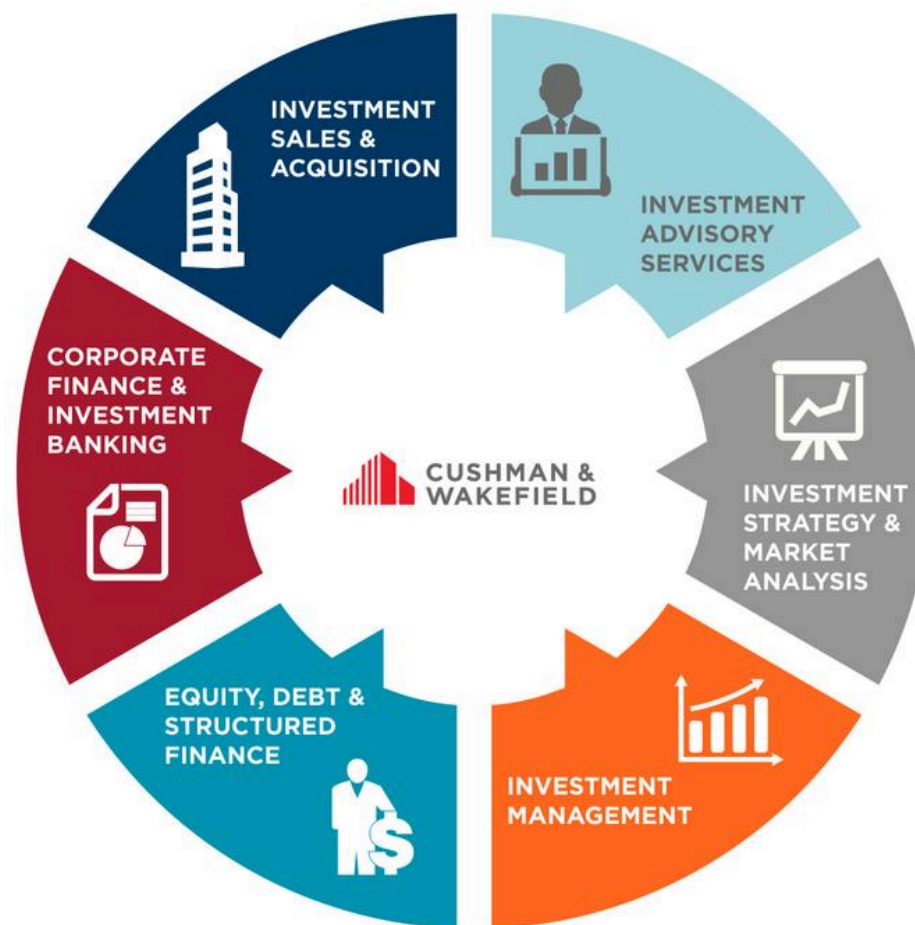 INVESTMENT
SALES &
ACQUISITION
INVESTMENT
ADVISORY
SERVICES
CORPORATE
FINANCE &
INVESTMENT
BANKING
CUSHMAN &
WAKEFIELD
INVESTMENT
STRATEGY &
MARKET
ANALYSIS
EQUITY, DEBT &
STRUCTURED
FINANCE
$
INVESTMENT
MANAGEMENT